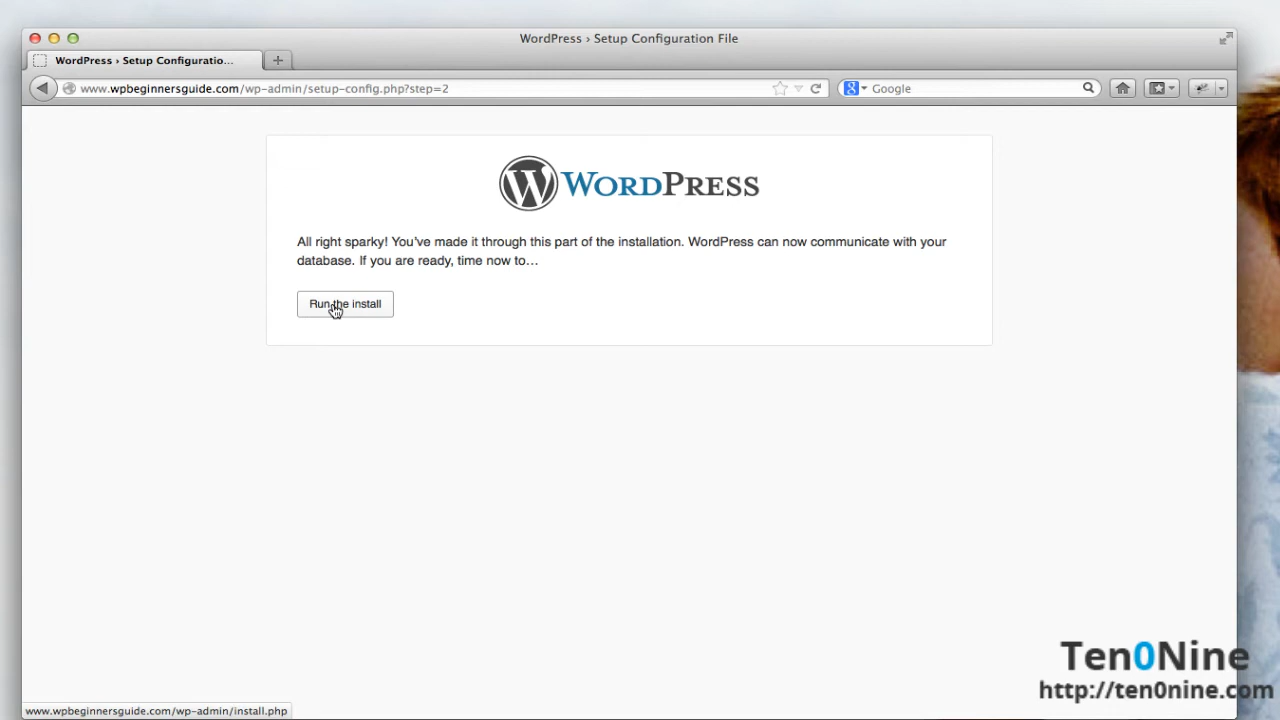 WordPress › Setup Configuration File
WordPress › Setup Configuratio...
www.wpbeginnersguide.com/wp-admin/setup-config.php?step=2
Google
WORDPRESS
All right sparky! You've made it through this part of the installation. WordPress can now communicate with your
database. If you are ready, time now to…
Run the install
Ten0Nine
http://ten0nine.com
www.wpbeginnersguide.com/wp-admin/install.php